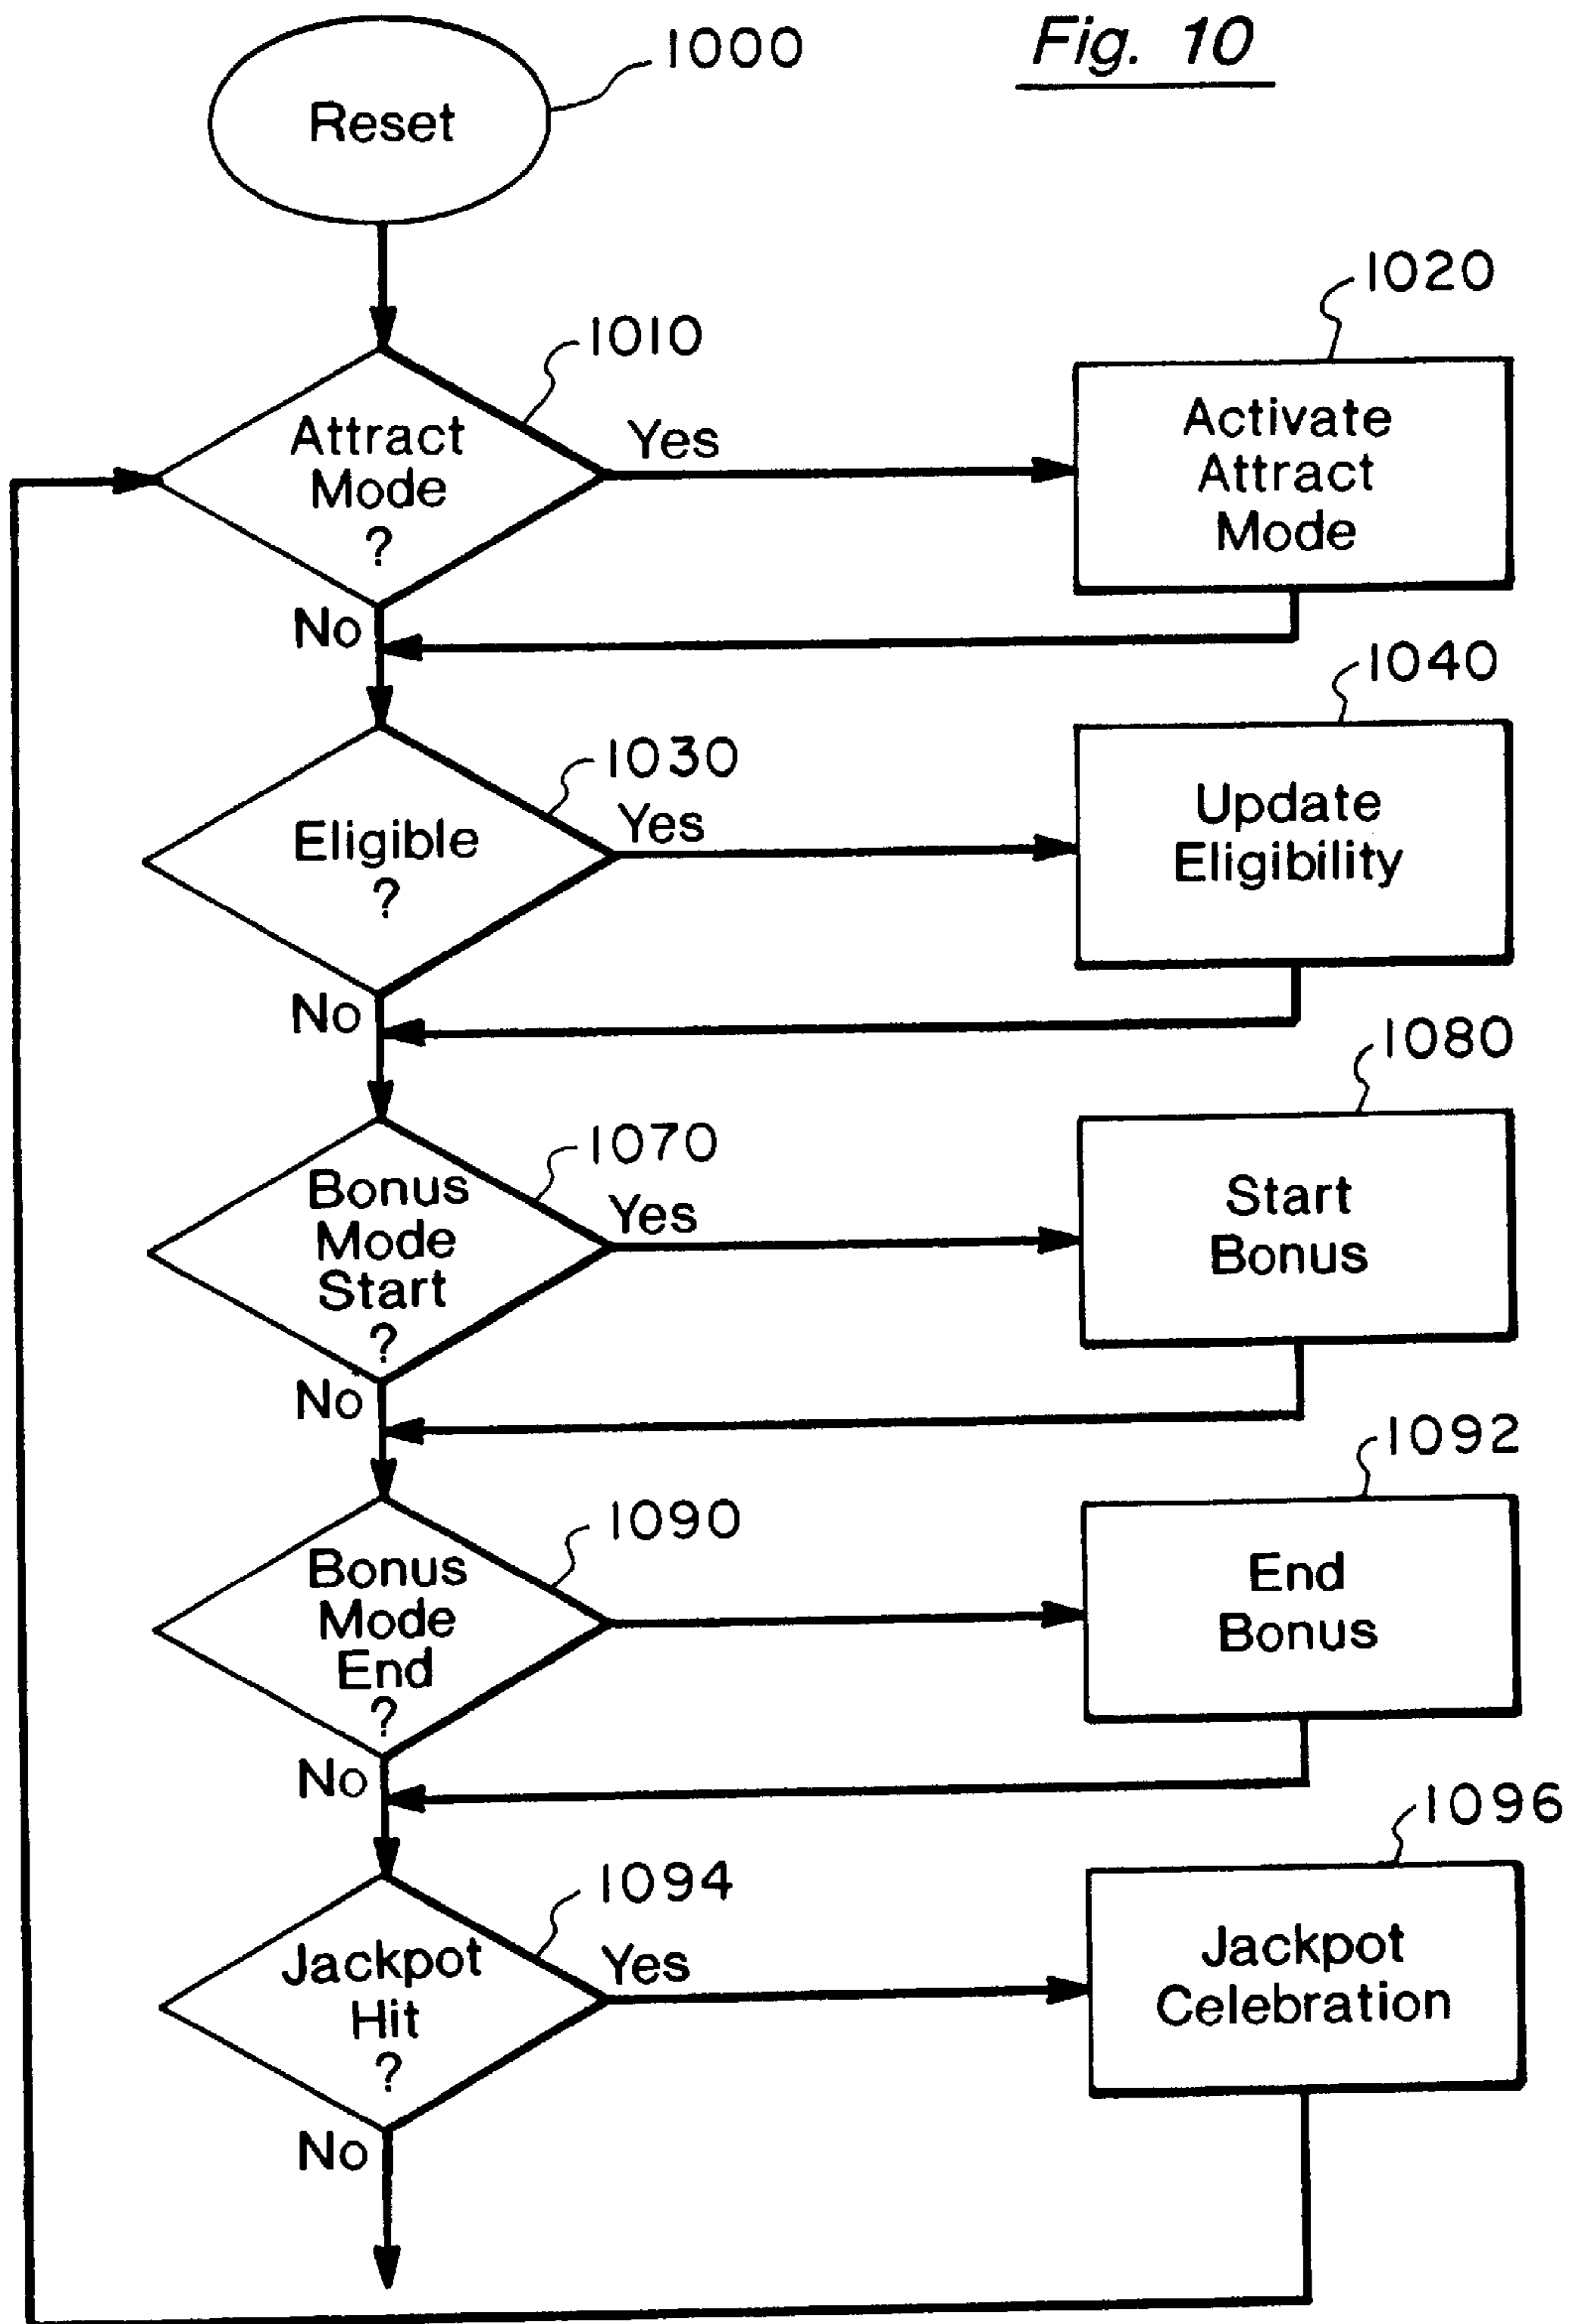 Fig. 10
1000
Reset
1010
1020
Attract
Mode
?
Yes
Activate
Attract
Mode
No
1030
1040
Eligible
?
Yes
Update
Eligibility
No
1070
1080
Bonus
Mode
Start
?
Yes
Start
Bonus
No
1090
1092
Bonus
Mode
End
?
End
Bonus
No
1094
1096
Jackpot
Hit
?
Yes
Jackpot
Celebration
No